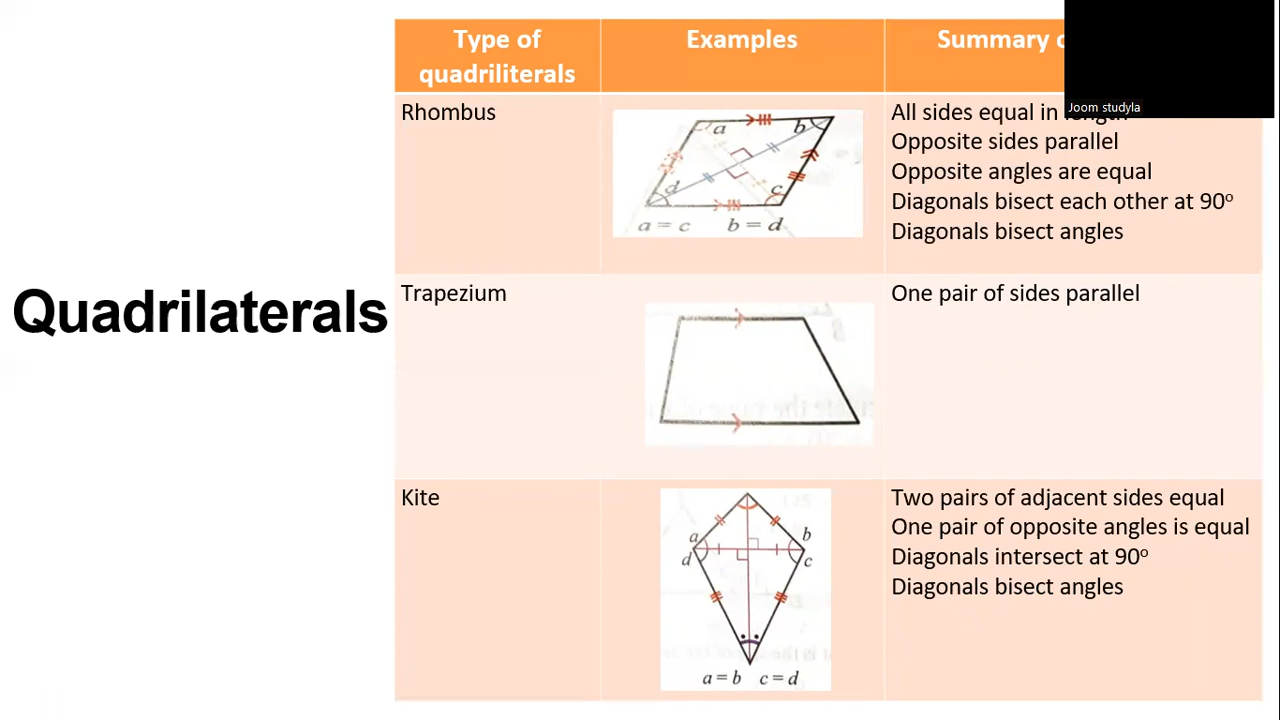 Quadrilaterals
Type of
quadriliterals
Examples
Summary
Joom studyla
Rhombus
a
b
d
c
a = c b = d
All sides equal in length
Opposite sides parallel
Opposite angles are equal
Diagonals bisect each other at 90°
Diagonals bisect angles
Trapezium
One pair of sides parallel
Kite
a
b
d
c
a = b c = d
Two pairs of adjacent sides equal
One pair of opposite angles is equal
Diagonals intersect at 90°
Diagonals bisect angles